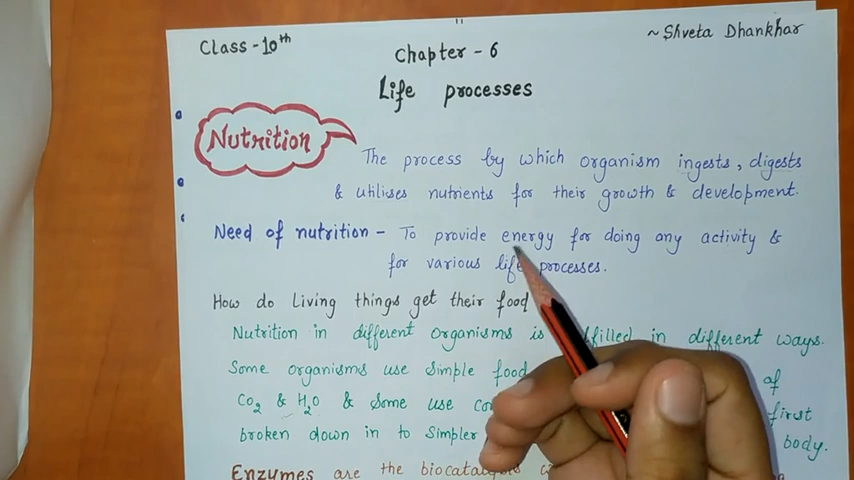 Class - 10th
~ Shveta Dhankhar
Chapter - 6
Life processes
Nutrition
The process by which organism ingests, digests
& utilises nutrients for their growth & development.
Need of nutrition - To provide energy for doing any activity &
for various life processes.
How do Living things get their food
Nutrition in different organisms is in different ways.
Some organisms use simple food of
Co2 & H2O & Some use first
broken down in to Simpler body.
Enzymes are the